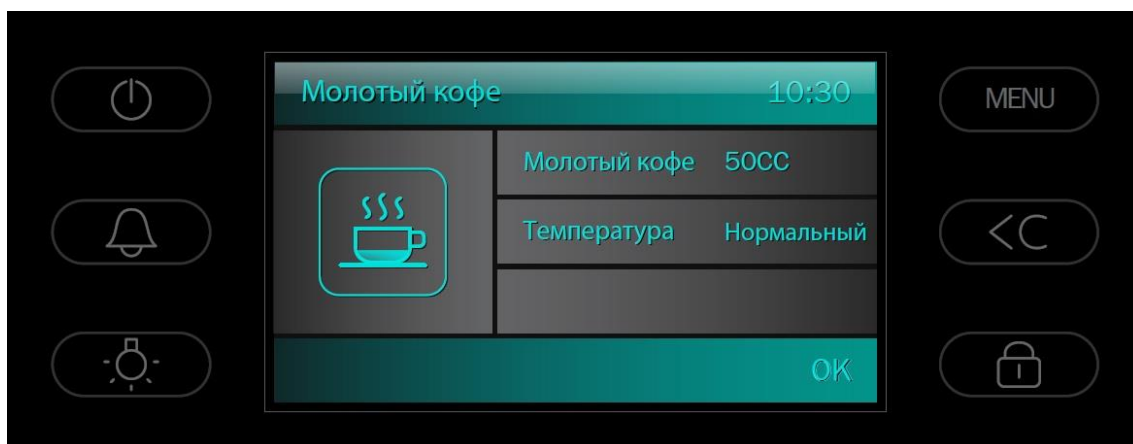 Молотый кофе 10:30
MENU
Молотый кофе 50CC
Температура Нормальный
<C
OK